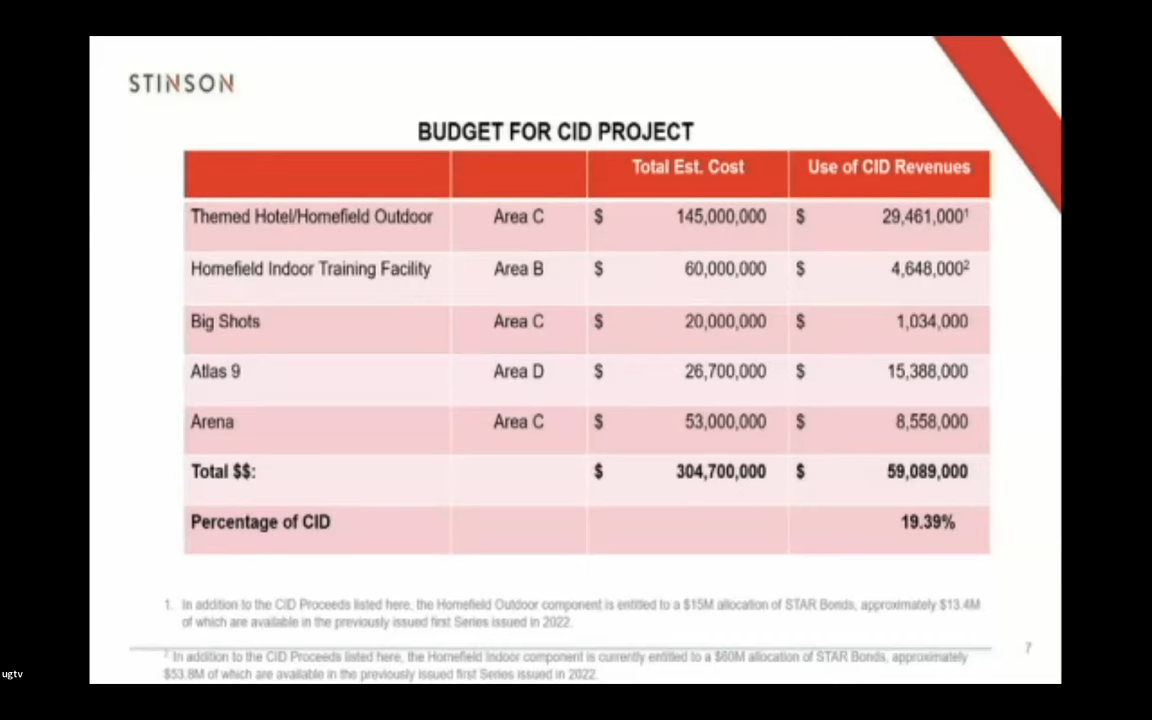 STINSON
BUDGET FOR CID PROJECT
Total Est. Cost Use of CID Revenues
Themed Hotel/Homefield Outdoor Area C $ 145,000,000 $ 29,461,000¹
Homefield Indoor Training Facility Area B $ 60,000,000 $ 4,648,000²
Big Shots Area C $ 20,000,000 $ 1,034,000
Atlas 9 Area D $ 26,700,000 $ 15,388,000
Arena Area C $ 53,000,000 $ 8,558,000
Total $$: $ 304,700,000 $ 59,089,000
Percentage of CID 19.39%
1. In addition to the CID Proceeds listed here, the Homefield Outdoor component is entitled to a $15M allocation of STAR Bonds, approximately $13.4M
of which are available in the previously issued first Series issued in 2022.
7
² In addition to the CID Proceeds listed here, the Homefield Indoor component is currently entitled to a $60M allocation of STAR Bonds, approximately
$53.8M of which are available in the previously issued first Series issued in 2022.
ugtv